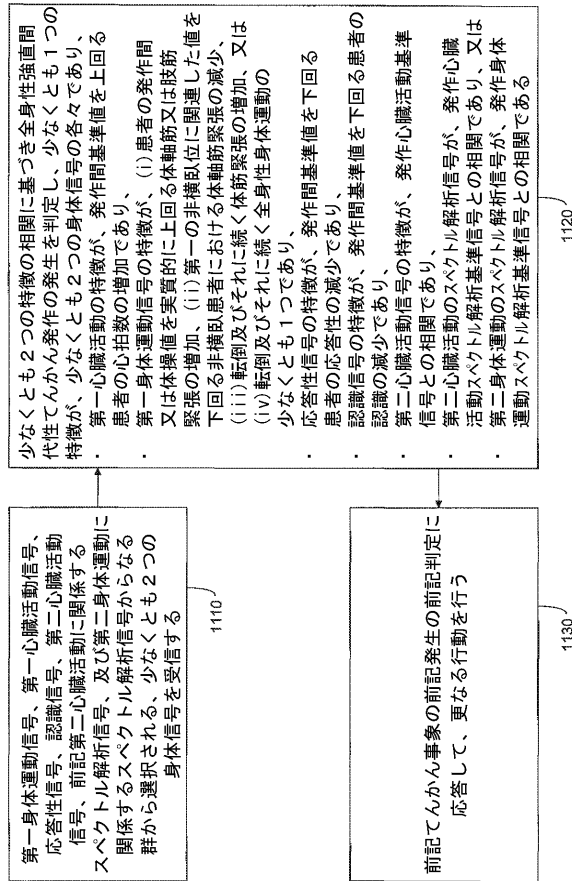 第一身体運動信号、第一心臓活動信号、
応答性信号、認識信号、第二心臓活動
信号、前記第二心臓活動に関係する
スペクトル解析信号、及び第二身体運動に
関係するスペクトル解析信号からなる
群から選択される、少なくとも2つの
身体信号を受信する
1110
少なくとも2つの特徴の相関に基づき全身性強直間
代性てんかん発作の発生を判定し、少なくとも1つの
特徴が、少なくとも2つの身体信号の各々であり、
・ 第一心臓活動の特徴が、発作間基準値を上回る
患者の心拍数の増加であり、
・ 第一身体運動信号の特徴が、(i)患者の発作間
又は体操値を実質的に上回る体軸筋又は肢筋
緊張の増加、(ii)第一の非横臥位に関連した値を
下回る非横臥患者における体軸筋緊張の減少、
(iii)転倒及びそれに続く体筋緊張の増加、又は
(iv)転倒及びそれに続く全身性身体運動の
少なくとも1つであり、
・ 応答性信号の特徴が、発作間基準値を下回る
患者の応答性の減少であり、
・ 認識信号の特徴が、発作間基準値を下回る患者の
認識の減少であり、
・ 第二心臓活動信号の特徴が、発作心臓活動基準
信号との相関であり、
・ 第二心臓活動のスペクトル解析信号が、発作心臓
活動スペクトル解析基準信号との相関であり、又は
・ 第二身体運動のスペクトル解析信号が、発作身体
運動スペクトル解析基準信号との相関である
1120
前記てんかん事象の前記発生の前記判定に
応答して、更なる行動を行う
1130